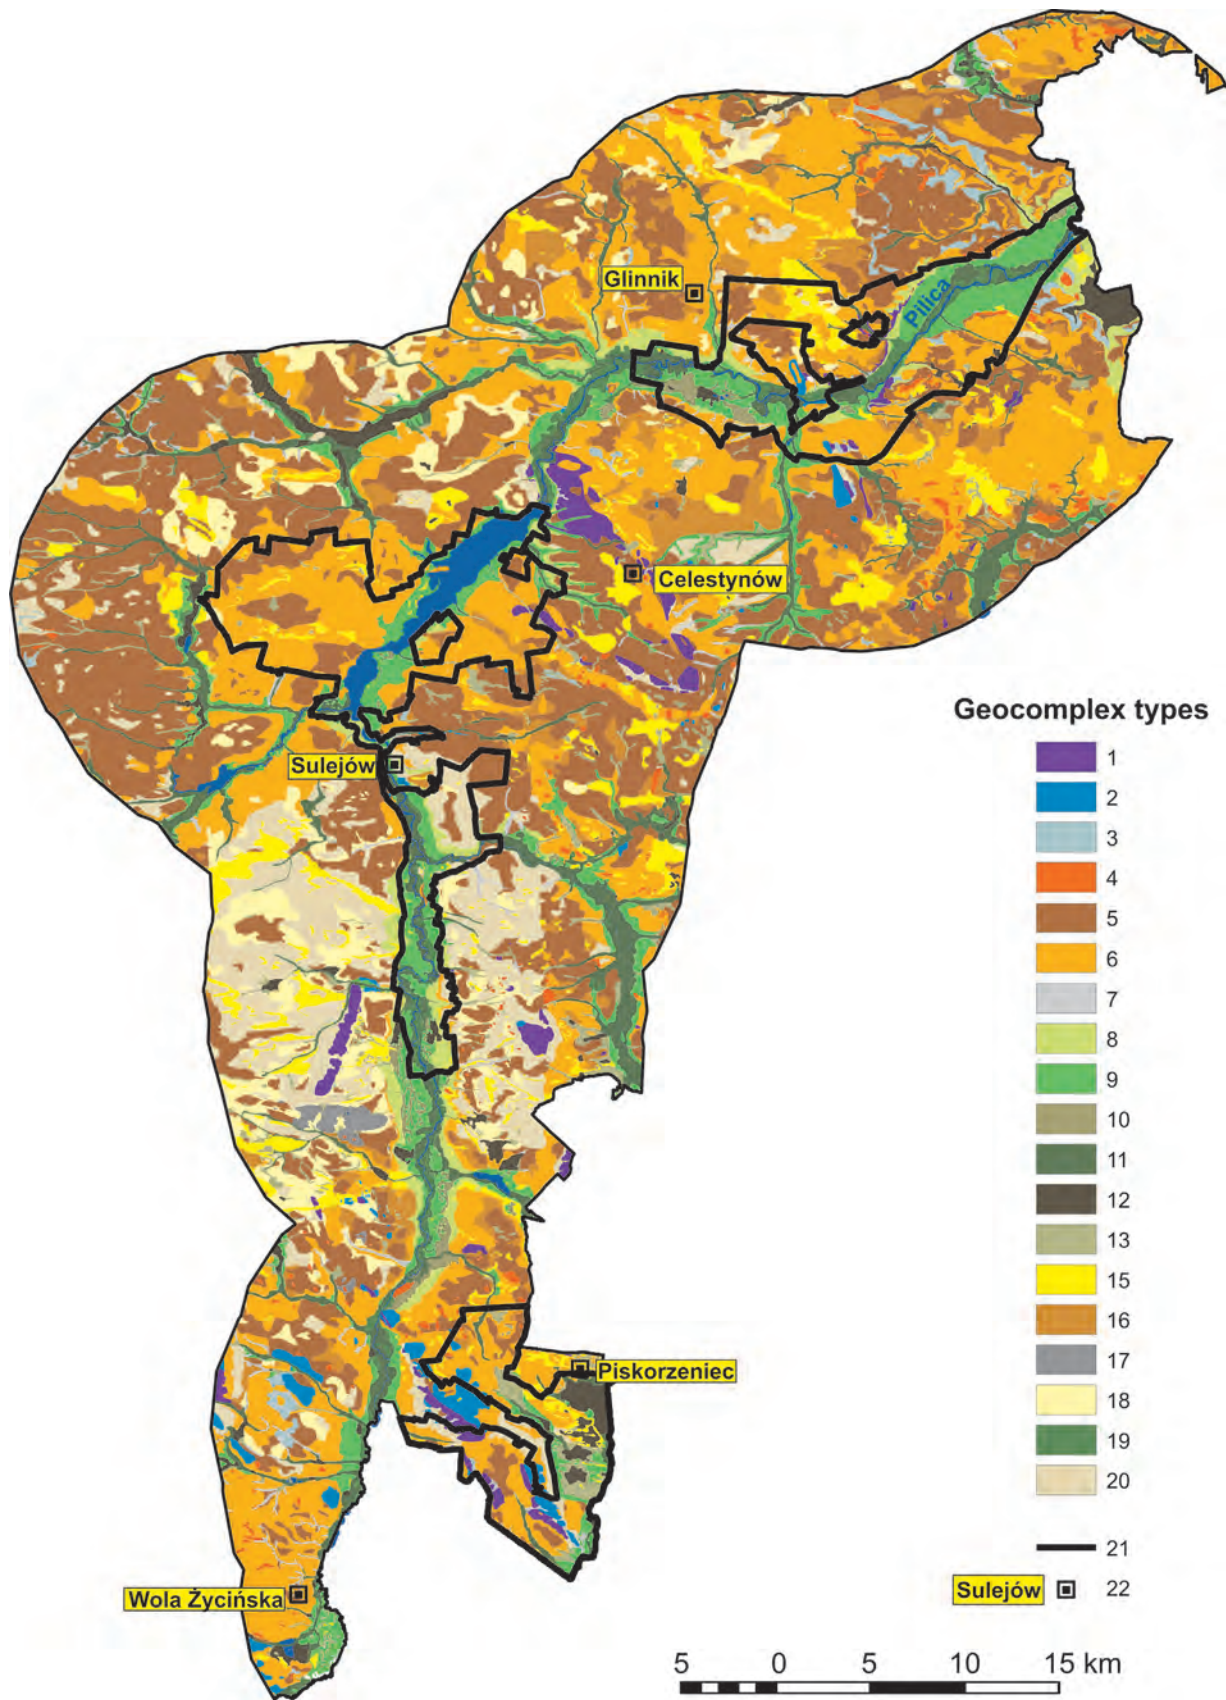 Glinnik
Pilica
Celestynów
Sulejów
Piskorzeniec
Wola Życińska
Geocomplex types
1
2
3
4
5
6
7
8
9
10
11
12
13
15
16
17
18
19
20
21
Sulejów 22
5 0 5 10 15 km